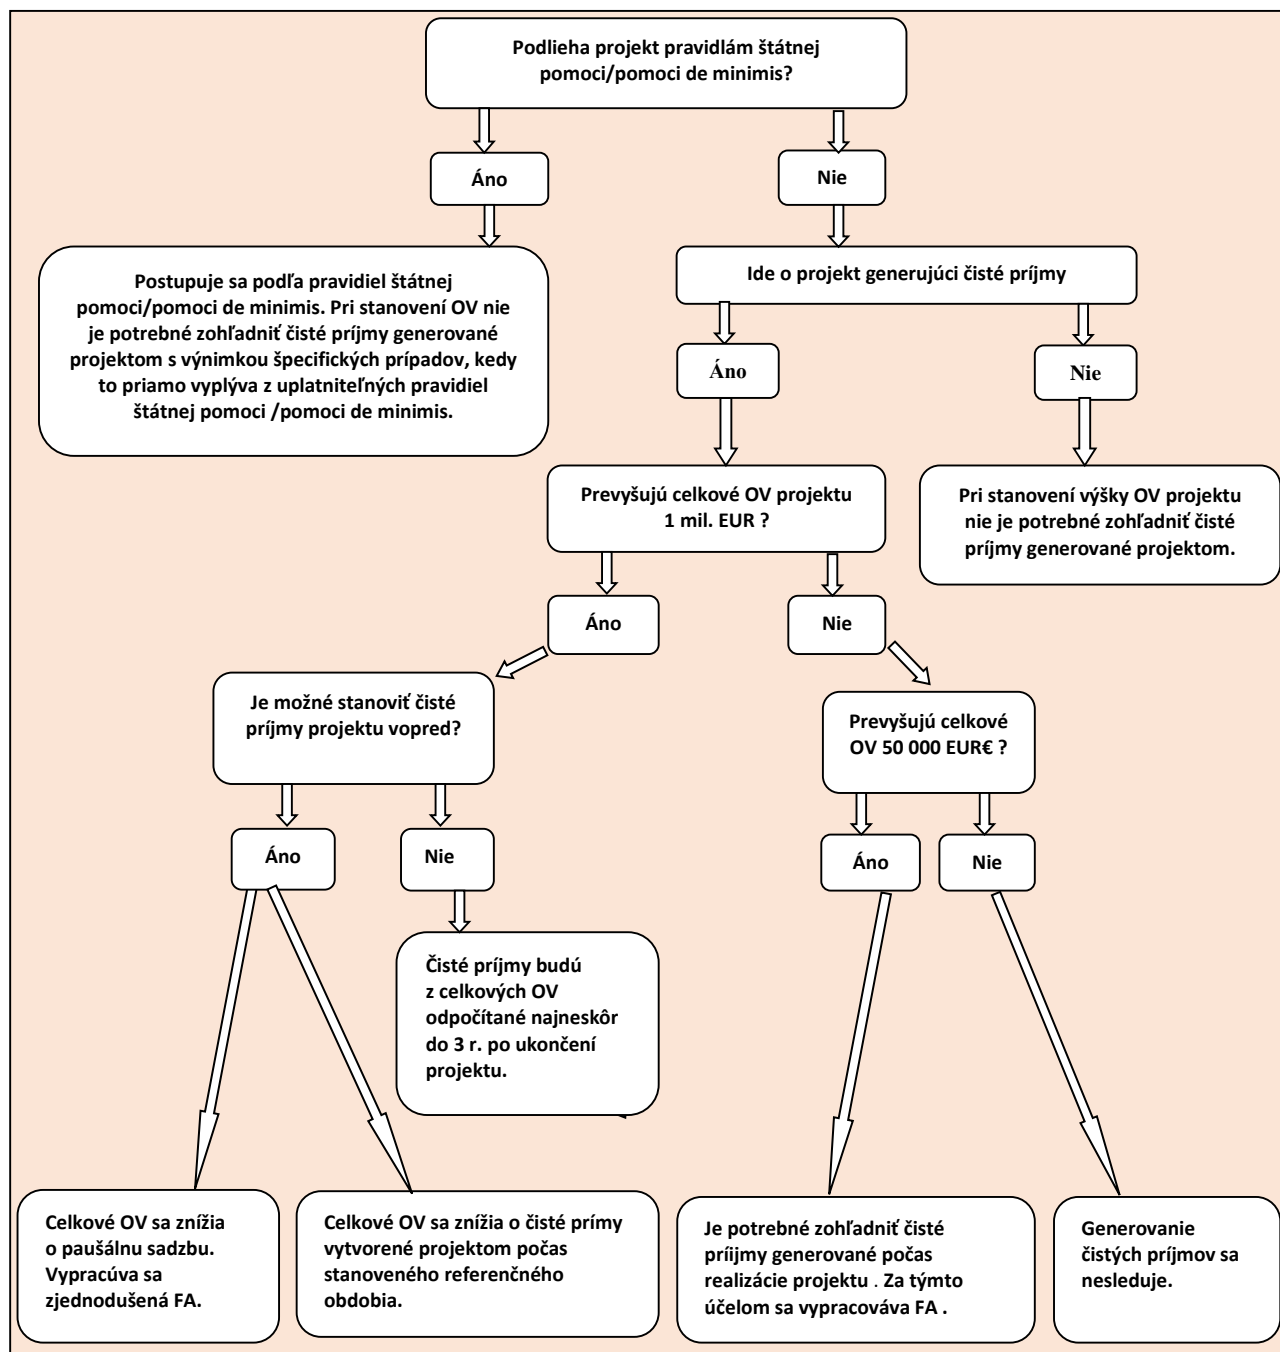 Podlieha projekt pravidlám štátnej
pomoci/pomoci de minimis?
Áno
Nie
Postupuje sa podľa pravidiel štátnej
pomoci/pomoci de minimis. Pri stanovení OV nie
je potrebné zohľadniť čisté príjmy generované
projektom s výnimkou špecifických prípadov, kedy
to priamo vyplýva z uplatniteľných pravidiel
štátnej pomoci /pomoci de minimis.
Ide o projekt generujúci čisté príjmy
Áno
Nie
Prevyšujú celkové OV projektu
1 mil. EUR ?
Pri stanovení výšky OV projektu
nie je potrebné zohľadniť čisté
príjmy generované projektom.
Áno
Nie
Je možné stanoviť čisté
príjmy projektu vopred?
Prevyšujú celkové
OV 50 000 EUR€ ?
Áno
Nie
Áno
Nie
Čisté príjmy budú
z celkových OV
odpočítané najneskôr
do 3 r. po ukončení
projektu.
Celkové OV sa znížia
o paušálnu sadzbu.
Vypracúva sa
zjednodušená FA.
Celkové OV sa znížia o čisté prímy
vytvorené projektom počas
stanoveného referenčného
obdobia.
Je potrebné zohľadniť čisté
príijmy generované počas
realizácie projektu . Za týmto
účelom sa vypracováva FA .
Generovanie
čistých príjmov sa
nesleduje.